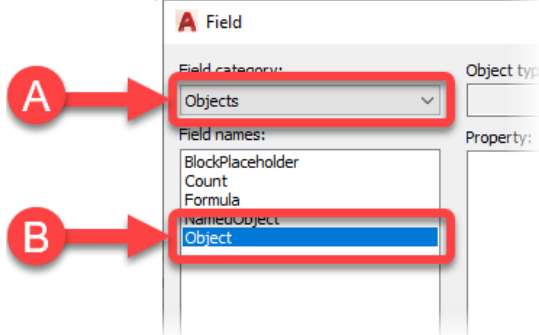 A Field
Field category: Object typ
A
Objects
Field names: Property:
BlockPlaceholder
Count
Formula
NamedObject
B
Object